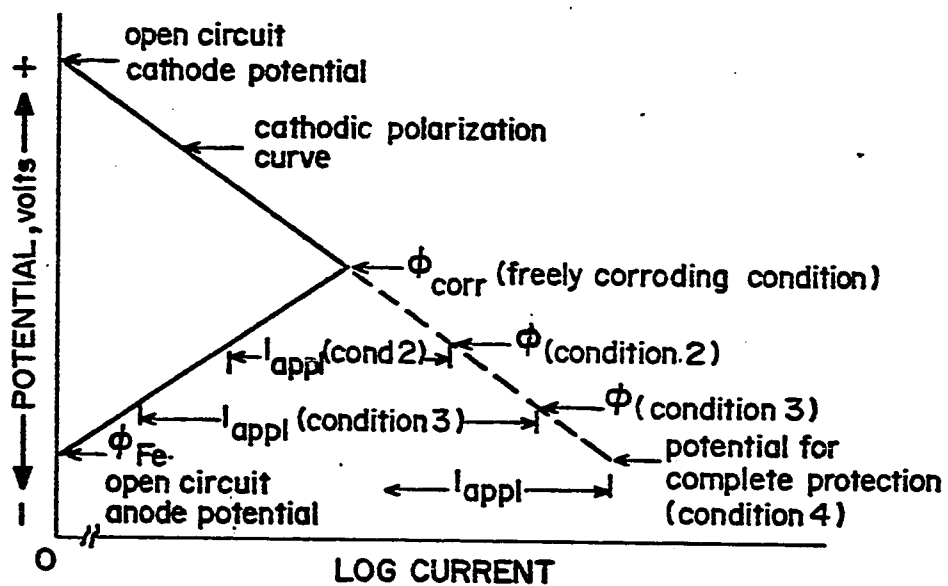 open circuit
cathode potential
cathodic polarization
curve
ϕcorr (freely corroding condition)
Iappl (cond 2)
ϕ(condition.2)
Iappl (condition 3)
ϕ(condition 3)
ϕFe.
open circuit
anode potential
Iappl
potential for
complete protection
(condition 4)
+
POTENTIAL, volts
-
O
LOG CURRENT